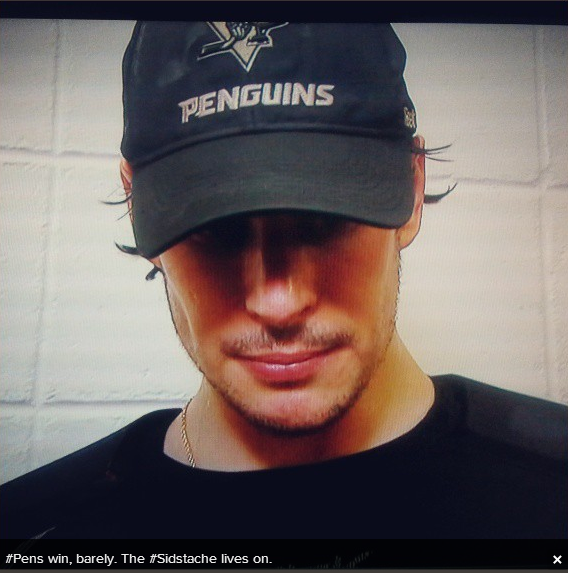 PENGUINS
#Pens win, barely. The #Sidstache lives on.
×